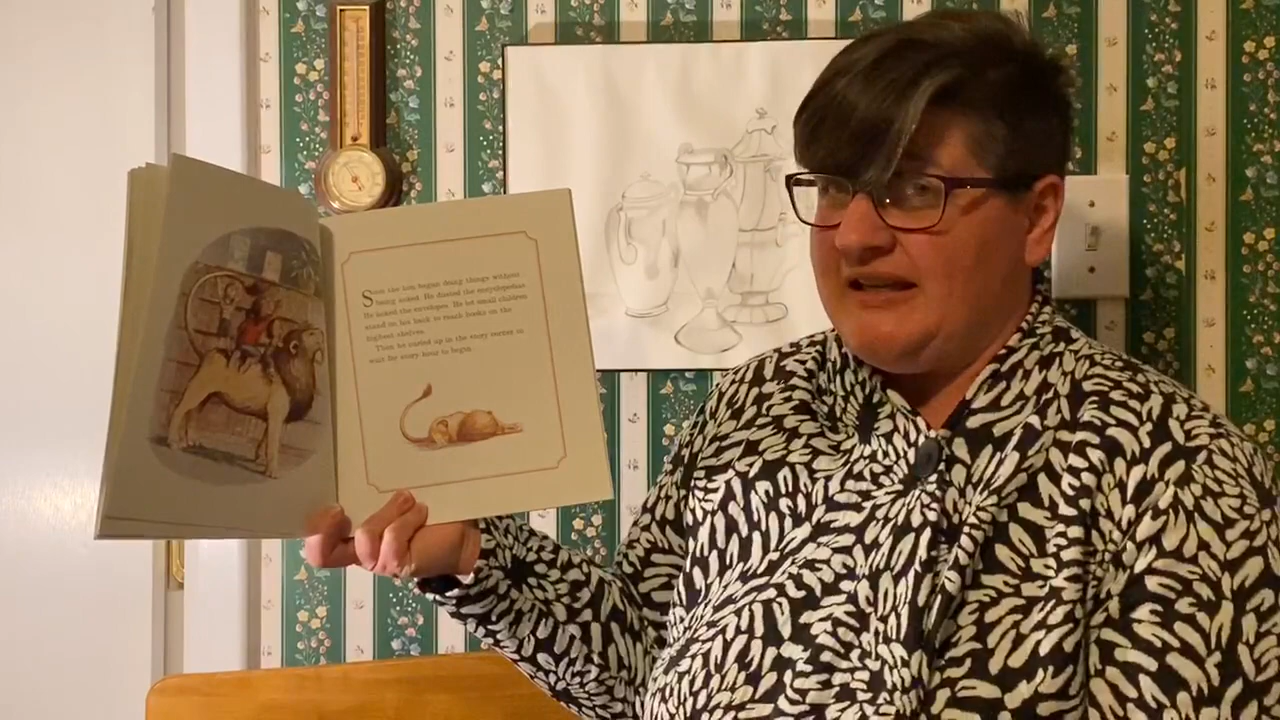 Soon the lion began doing things without
being asked. He dusted the encyclopedias.
He licked the envelopes. He let small children
stand on his back to reach books on the
highest shelves.
Then he curled up in the story corner to
wait for story hour to begin.